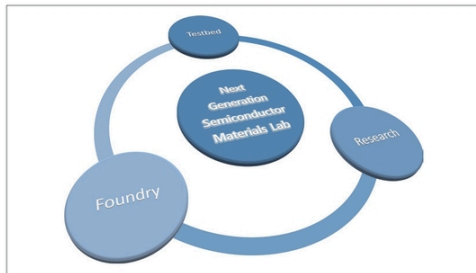 Testbed
Next
Generation
Semiconductor
Materials Lab
Research
Foundry